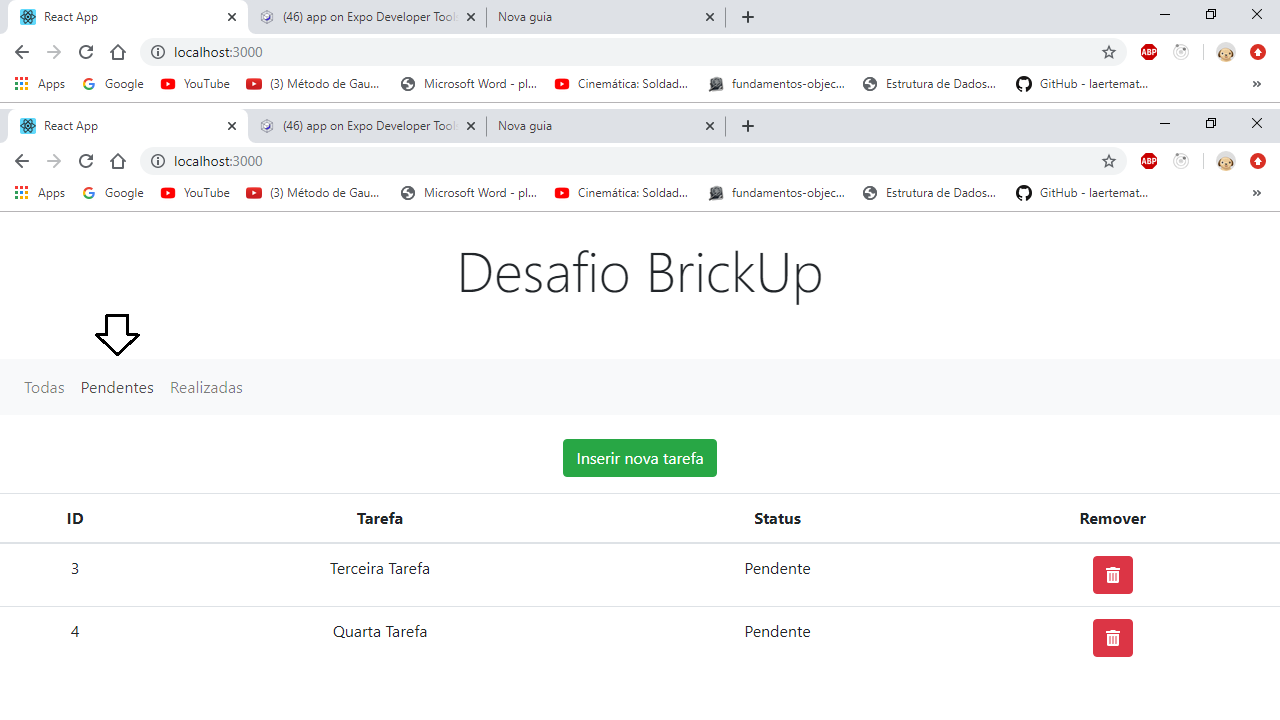 React App (46) app on Expo Developer Tools Nova guia
localhost:3000 ABP
Apps Google YouTube (3) Método de Gau... Microsoft Word - pl... Cinemática: Soldad... fundamentos-objec... Estrutura de Dados... GitHub - laertemat... »
React App (46) app on Expo Developer Tools Nova guia
localhost:3000 ABP
Apps Google YouTube (3) Método de Gau... Microsoft Word - pl... Cinemática: Soldad... fundamentos-objec... Estrutura de Dados... GitHub - laertemat... »
Desafio BrickUp
Todas Pendentes Realizadas
Inserir nova tarefa
ID Tarefa Status Remover
3 Terceira Tarefa Pendente
4 Quarta Tarefa Pendente